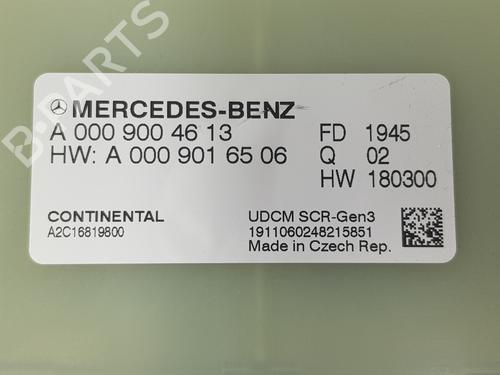 MERCEDES-BENZ
A 000 900 46 13 FD 1945
HW: A 000 901 65 06 Q 02
HW 180300
CONTINENTAL UDCM SCR-Gen3
A2C16819800 1911060248215851
Made in Czech Rep.
B-PARTS